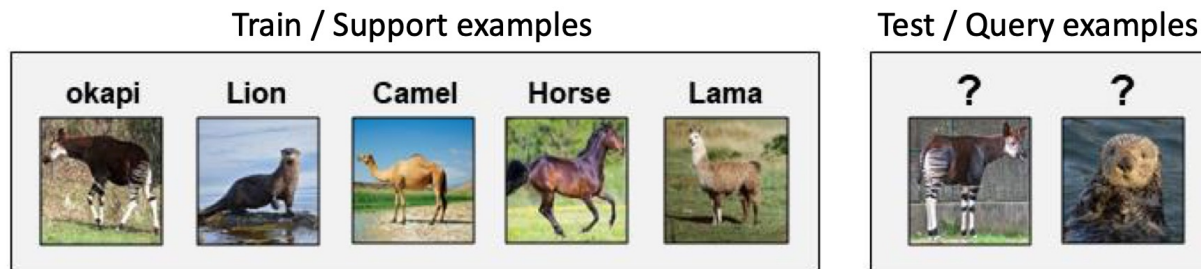 Train / Support examples
okapi Lion Camel Horse Lama
Test / Query examples
? ?